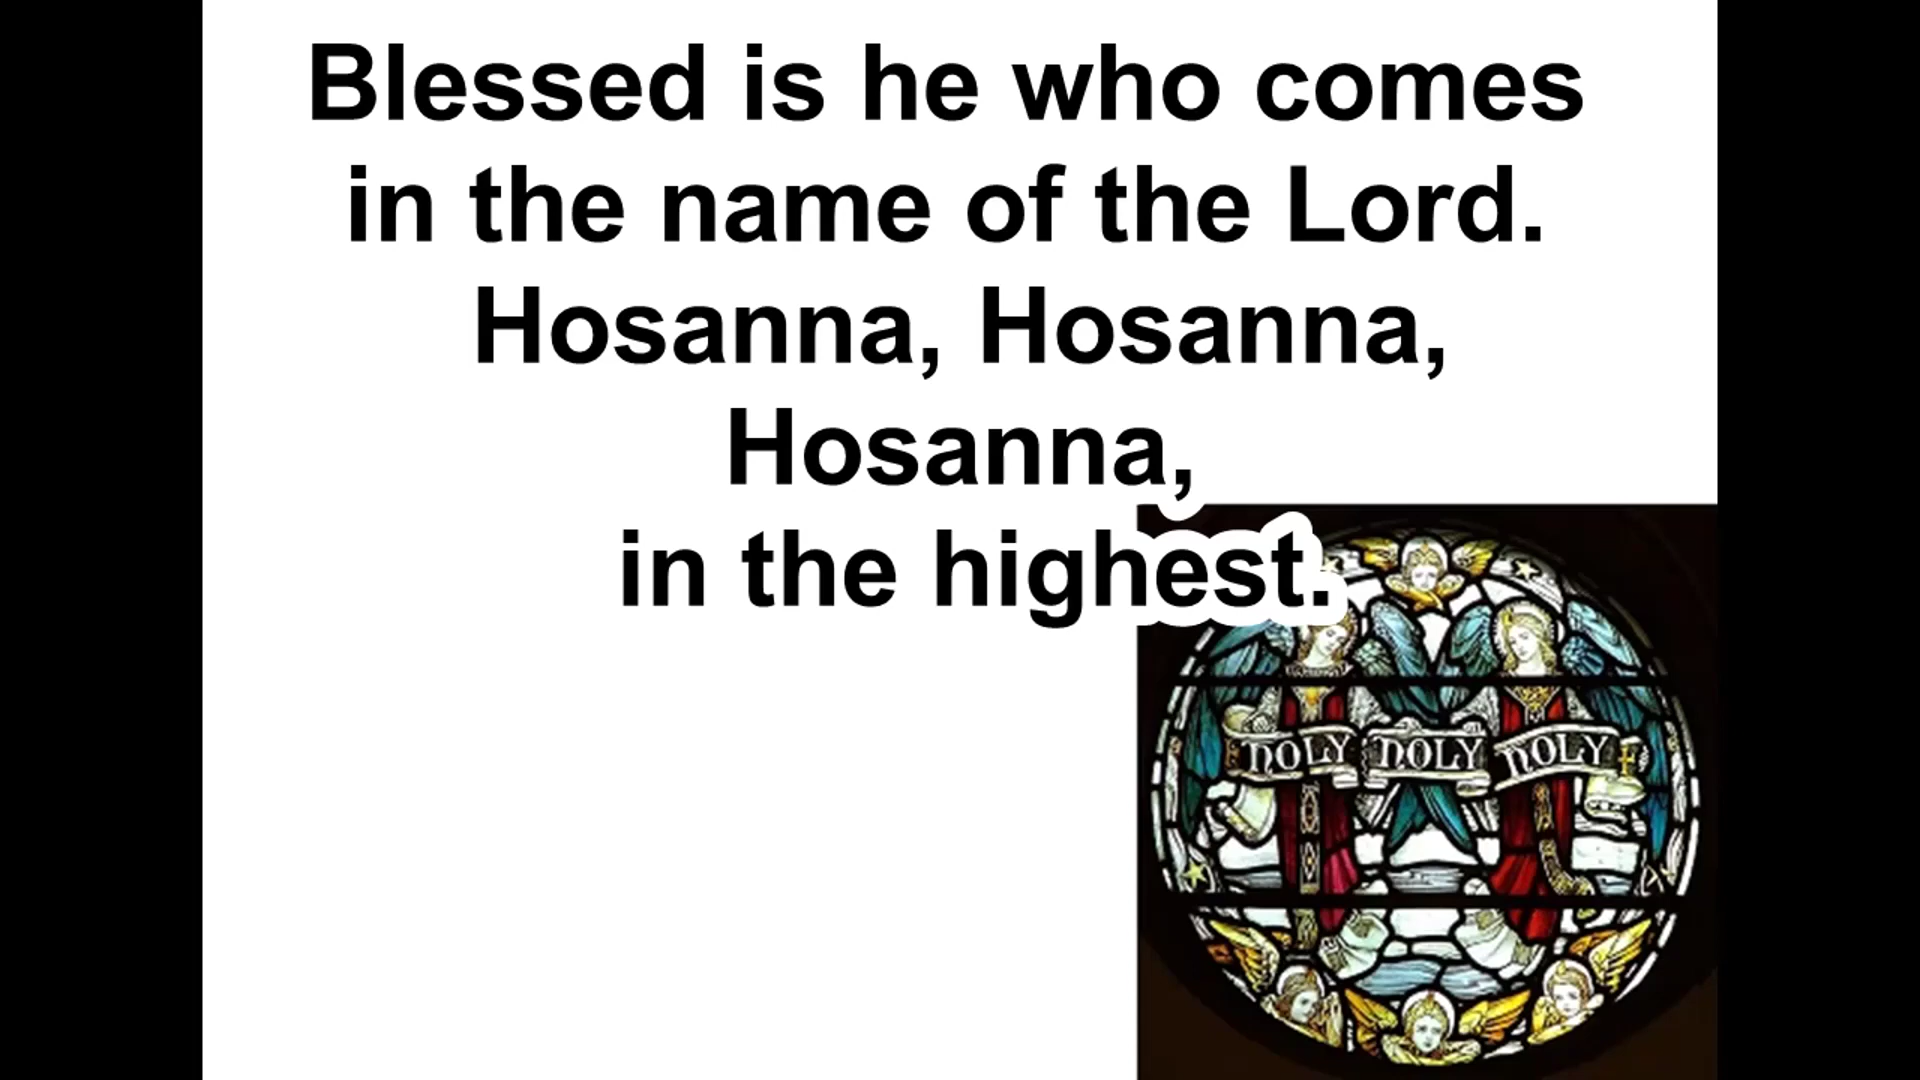 Blessed is he who comes
in the name of the Lord.
Hosanna, Hosanna,
Hosanna,
in the highest.
HOLY HOLY HOLY